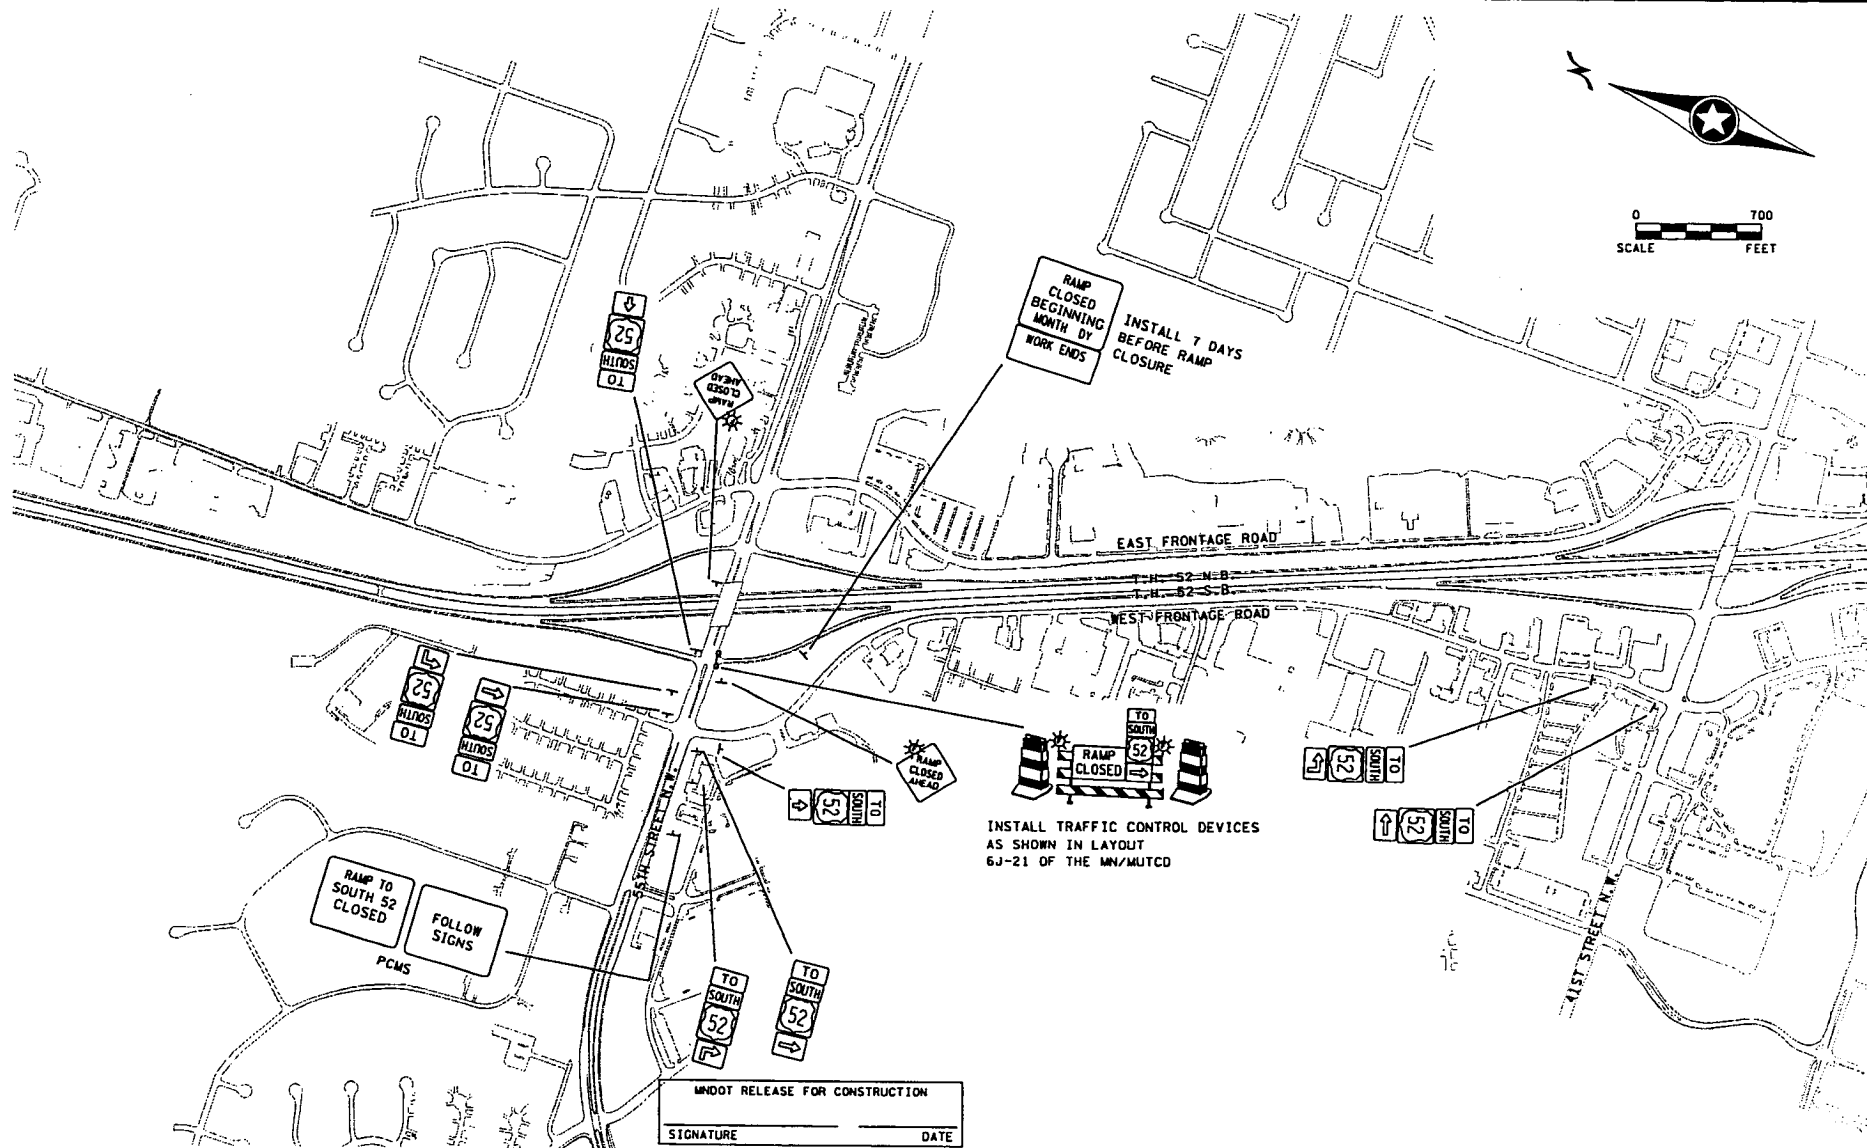 N
0 700
SCALE FEET
RAMP
CLOSED
BEGINNING
MONTH DY
WORK ENDS
INSTALL 7 DAYS
BEFORE RAMP
CLOSURE
52
SOUTH
TO
RAMP
CLOSED
AHEAD
EAST FRONTAGE ROAD
T.H. 52 N.B.
T.H. 52 S.B.
WEST FRONTAGE ROAD
52
SOUTH
TO
52
SOUTH
TO
TO
SOUTH
52
RAMP
CLOSED
AHEAD
RAMP
CLOSED
TO
SOUTH
52
INSTALL TRAFFIC CONTROL DEVICES
AS SHOWN IN LAYOUT
6J-21 OF THE MN/MUTCD
TO
SOUTH
52
TO
SOUTH
52
55TH STREET N.W.
41ST STREET N.W.
RAMP TO
SOUTH 52
CLOSED
FOLLOW
SIGNS
PCMS
TO
SOUTH
52
TO
SOUTH
52
MNDOT RELEASE FOR CONSTRUCTION
SIGNATURE DATE